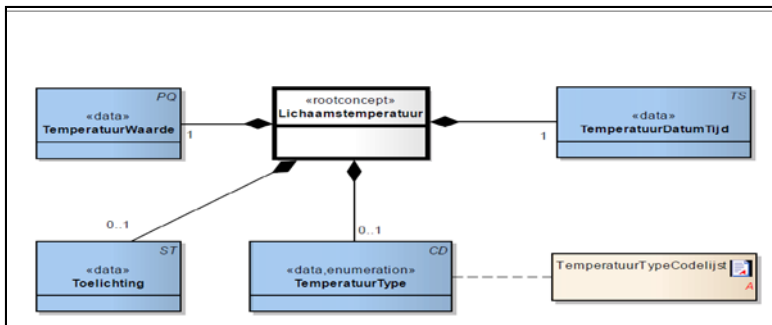 PQ
«data»
TemperatuurWaarde
1
«rootconcept»
Lichaamstemperatuur
TS
«data»
TemperatuurDatumTijd
1
0..1
0..1
ST
«data»
Toelichting
CD
«data,enumeration»
TemperatuurType
TemperatuurTypeCodelijst
A